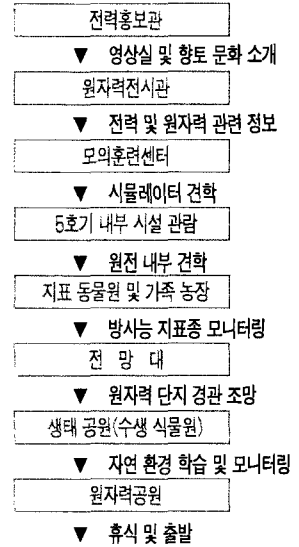 전력홍보관
▼ 영상실 및 향토 문화 소개
원자력전시관
▼ 전력 및 원자력 관련 정보
모의훈련센터
▼ 시뮬레이터 견학
5호기 내부 시설 관람
▼ 원전 내부 견학
지표 동물원 및 가족 농장
▼ 방사능 지표종 모니터링
전 망 대
▼ 원자력 단지 경관 조망
생태 공원(수생 식물원)
▼ 자연 환경 학습 및 모니터링
원자력공원
▼ 휴식 및 출발